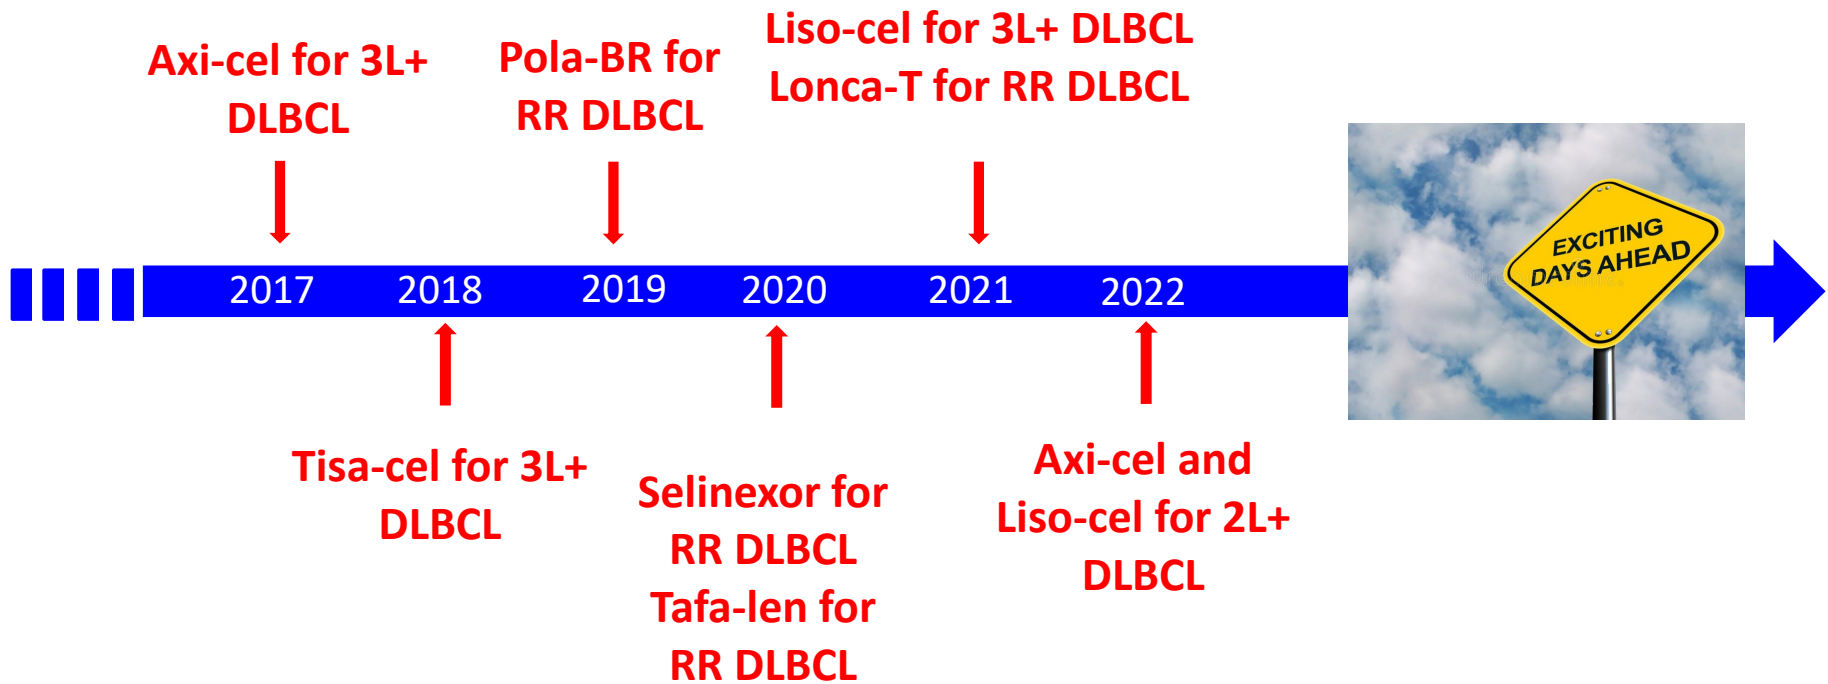 Axi-cel for 3L+
DLBCL
Pola-BR for
RR DLBCL
Liso-cel for 3L+ DLBCL
Lonca-T for RR DLBCL
EXCITING
DAYS AHEAD
2017 2018 2019 2020 2021 2022
Tisa-cel for 3L+
DLBCL
Selinexor for
RR DLBCL
Tafa-len for
RR DLBCL
Axi-cel and
Liso-cel for 2L+
DLBCL